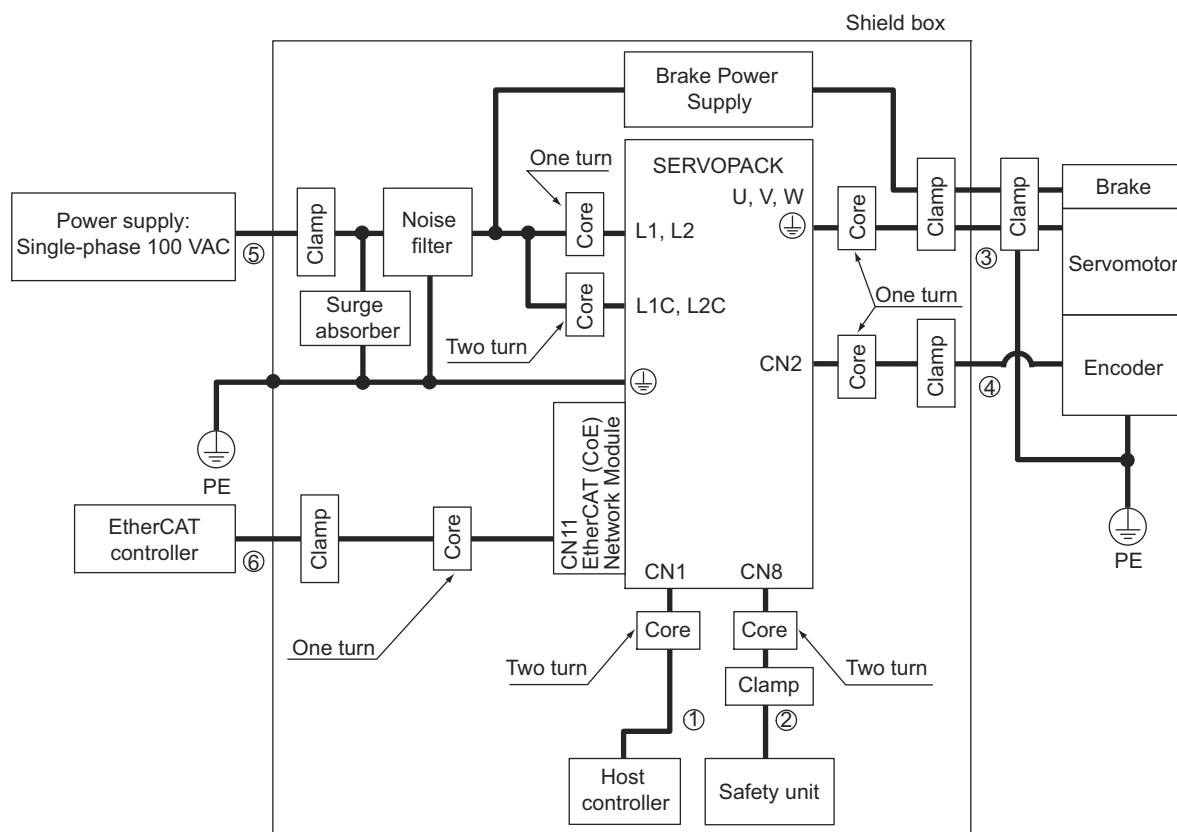 Shield box
Brake Power
Supply
One turn
SERVOPACK
U, V, W
Core
Clamp
Clamp
Brake
Power supply:
Single-phase 100 VAC
⑤
Clamp
Noise
filter
Core
L1, L2
Core
③
Servomotor
Surge
absorber
Core
L1C, L2C
One turn
Two turn
CN2
Core
Clamp
④
Encoder
PE
CN11
EtherCAT (CoE)
Network Module
EtherCAT
controller
⑥
Clamp
Core
PE
CN1
CN8
One turn
Core
Core
Two turn
Two turn
Clamp
①
②
Host
controller
Safety unit